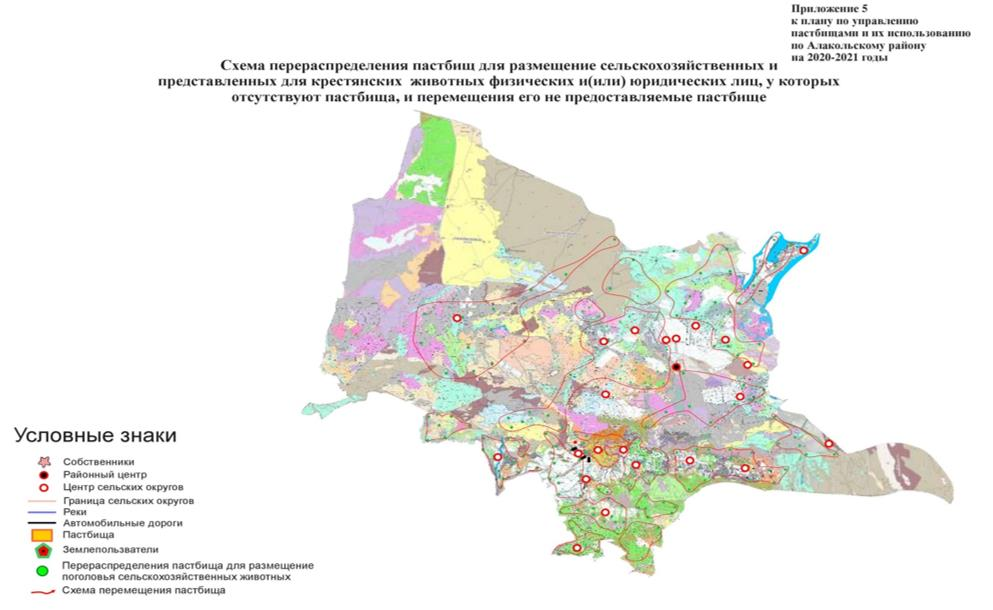 Приложение 5
к плану по управлению
пастбищами и их использованию
по Алакольскому району
на 2020-2021 годы
Схема перераспределения пастбищ для размещение сельскохозяйственных и
представленных для крестянских животных физических и(или) юридических лиц, у которых
отсутствуют пастбища, и перемещения его не предоставляемые пастбище
Условные знаки
Собственники
Районный центр
Центр сельских округов
Граница сельских округов
Реки
Автомобильные дороги
Пастбища
Землепользватели
Перераспределения пастбища для размещение
поголовья сельскохозяйственных животных
Схема перемещения пастбища